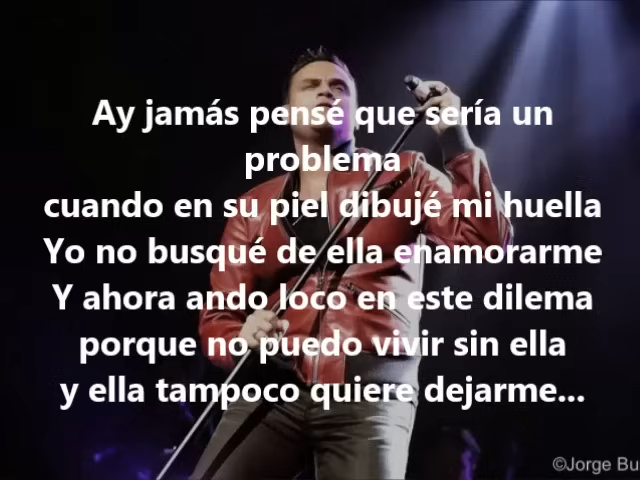 Ay jamás pensé que sería un
problema
cuando en su piel dibujé mi huella
Yo no busqué de ella enamorarme
Y ahora ando loco en este dilema
porque no puedo vivir sin ella
y ella tampoco quiere dejarme...
©Jorge Bu